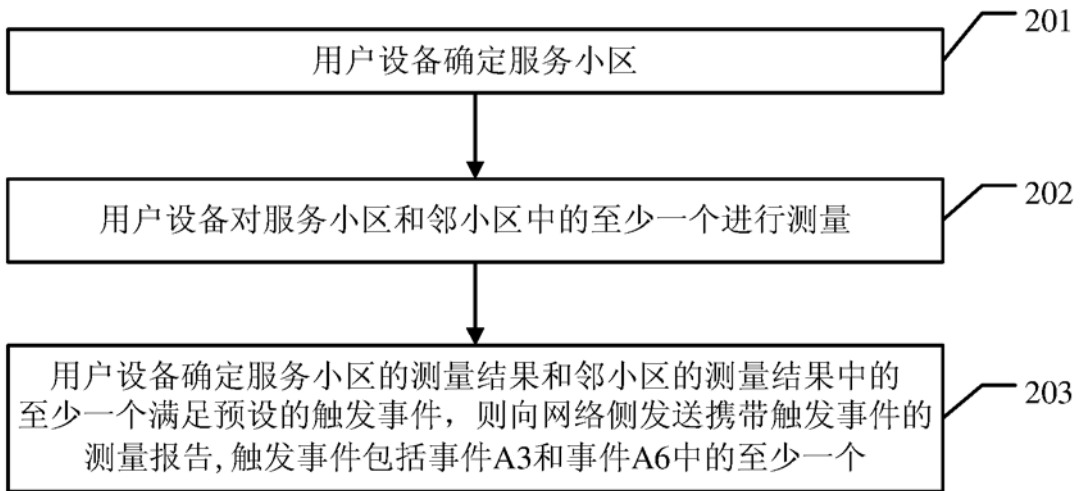 201
用户设备确定服务小区
202
用户设备对服务小区和邻小区中的至少一个进行测量
用户设备确定服务小区的测量结果和邻小区的测量结果中的
203
至少一个满足预设的触发事件，则向网络侧发送携带触发事件的
测量报告,触发事件包括事件A3和事件A6中的至少一个